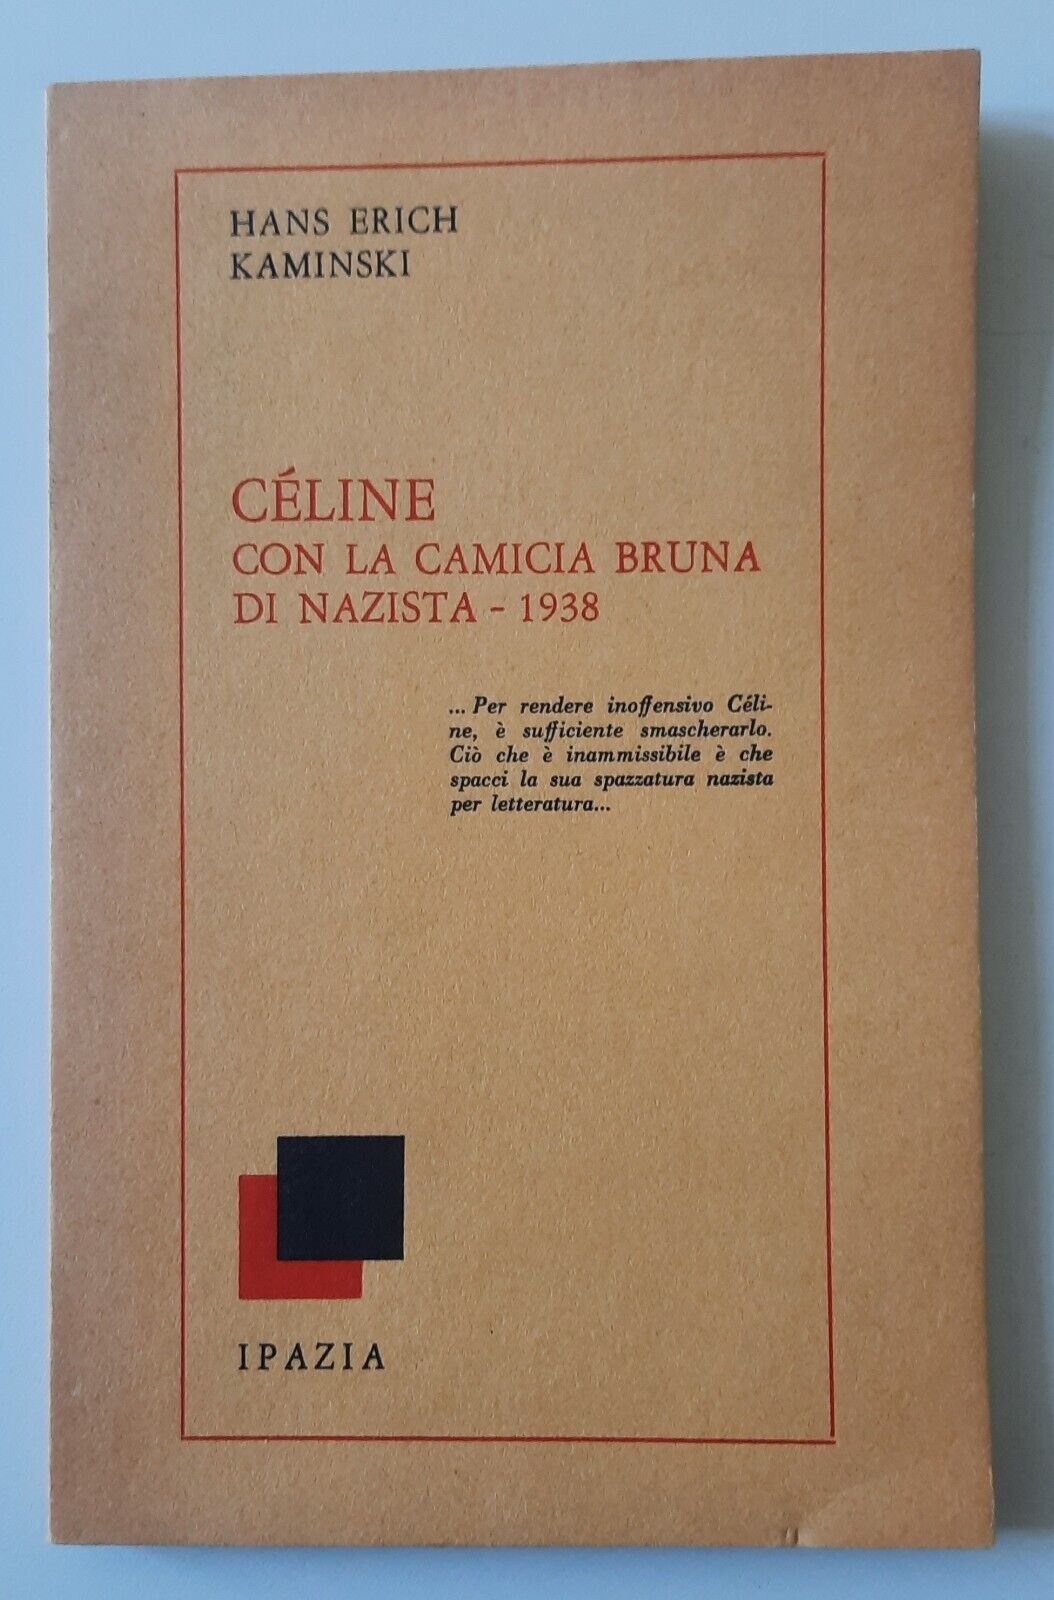 HANS ERICH
KAMINSKI
CÉLINE
CON LA CAMICIA BRUNA
DI NAZISTA - 1938
... Per rendere inoffensivo Céli-
ne, è sufficiente smascherarlo.
Ciò che è inammissibile è che
spacci la sua spazzatura nazista
per letteratura...
IPAZIA